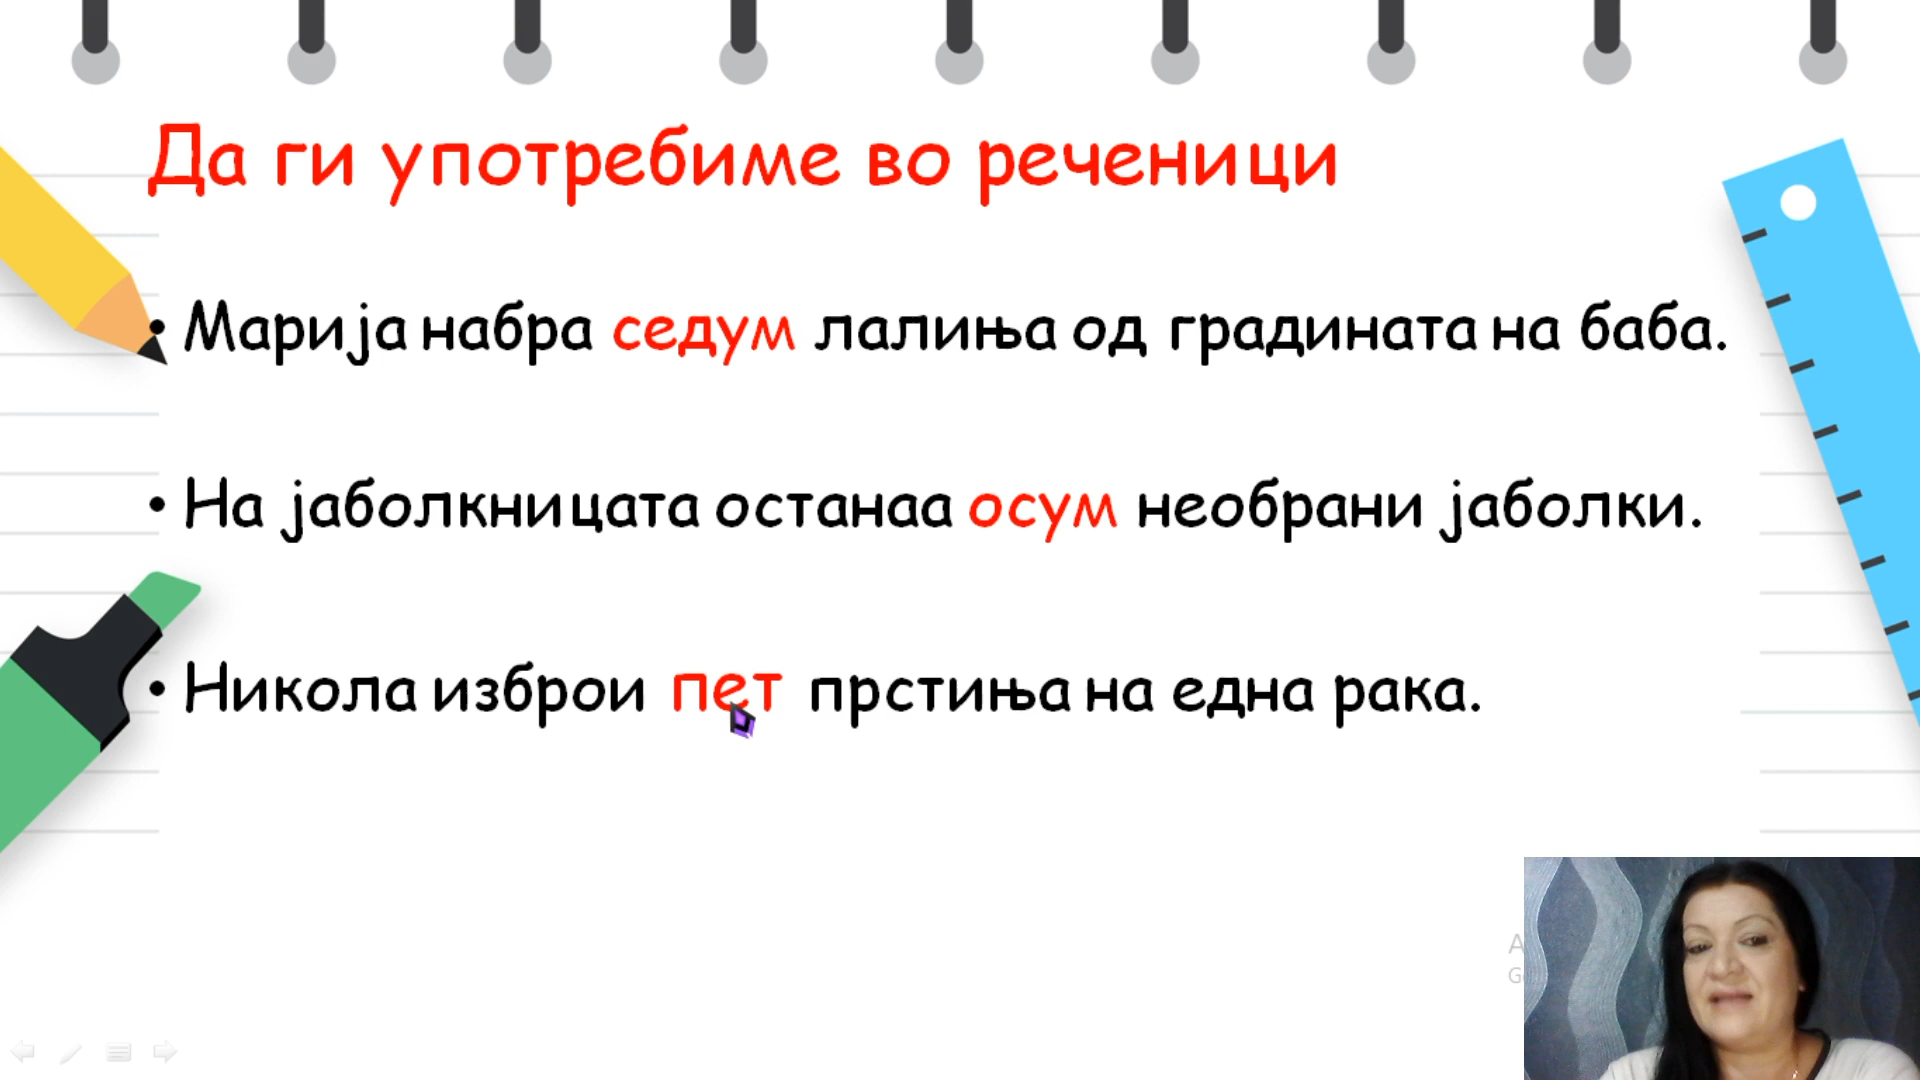 Да ги употребиме во реченици
• Марија набра седум лалиња од градината на баба.
• На јаболкницата останаа осум необрани јаболки.
• Никола изброи пет прстиња на една рака.